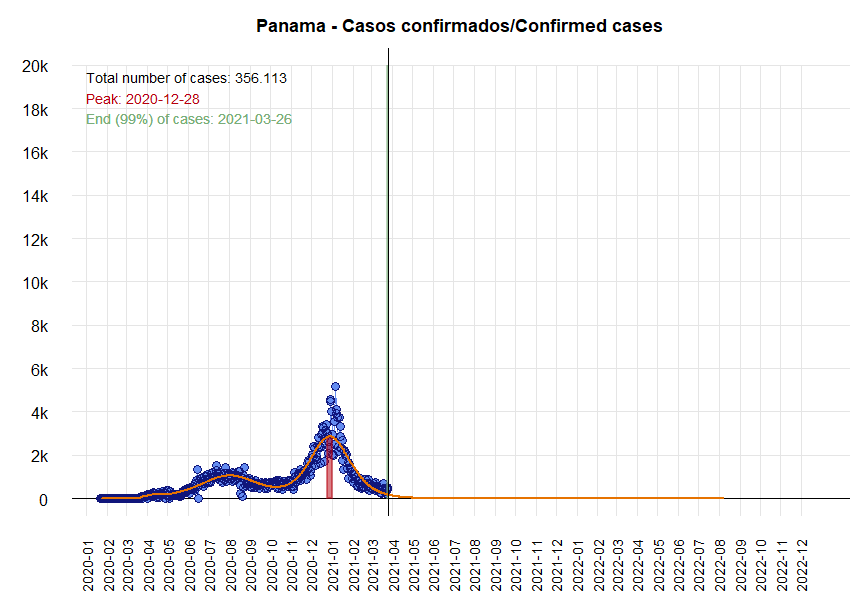 Panama - Casos confirmados/Confirmed cases
Total number of cases: 356.113
Peak: 2020-12-28
End (99%) of cases: 2021-03-26
20k
18k
16k
14k
12k
10k
8k
6k
4k
2k
0
2020-01
2020-02
2020-03
2020-04
2020-05
2020-06
2020-07
2020-08
2020-09
2020-10
2020-11
2020-12
2021-01
2021-02
2021-03
2021-04
2021-05
2021-06
2021-07
2021-08
2021-09
2021-10
2021-11
2021-12
2022-01
2022-02
2022-03
2022-04
2022-05
2022-06
2022-07
2022-08
2022-09
2022-10
2022-11
2022-12